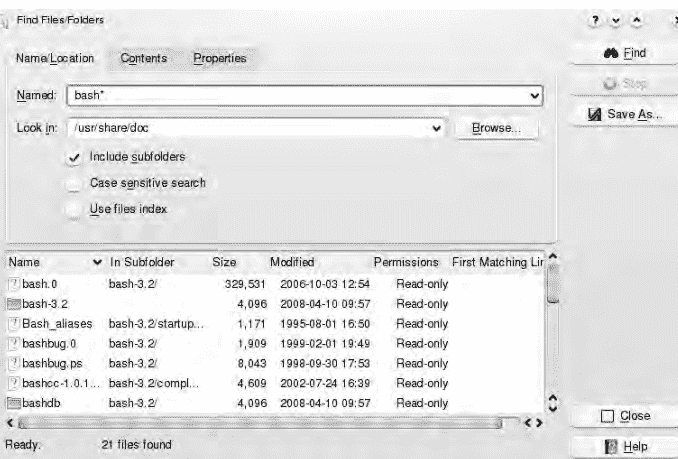 Find Files/Folders
Name/Location Contents Properties
Named: bash*
Look in: /usr/share/doc Browse...
Include subfolders
Case sensitive search
Use files index
Find
Stop
Save As...
Name In Subfolder Size Modified Permissions First Matching Lin
bash.0 bash-3.2/ 329,531 2006-10-03 12:54 Read-only
bash-3.2 4,096 2008-04-10 09:57 Read-only
Bash_aliases bash-3.2/startup... 1,171 1995-08-01 16:50 Read-only
bashbug.0 bash-3.2/ 1,909 1999-02-01 19:49 Read-only
bashbug.ps bash-3.2/ 8,043 1998-09-30 17:53 Read-only
bashcc-1.0.1... bash-3.2/compl... 4,609 2002-07-24 16:39 Read-only
bashdb bash-3.2/ 4,096 2008-04-10 09:57 Read-only
Ready. 21 files found
Close
Help